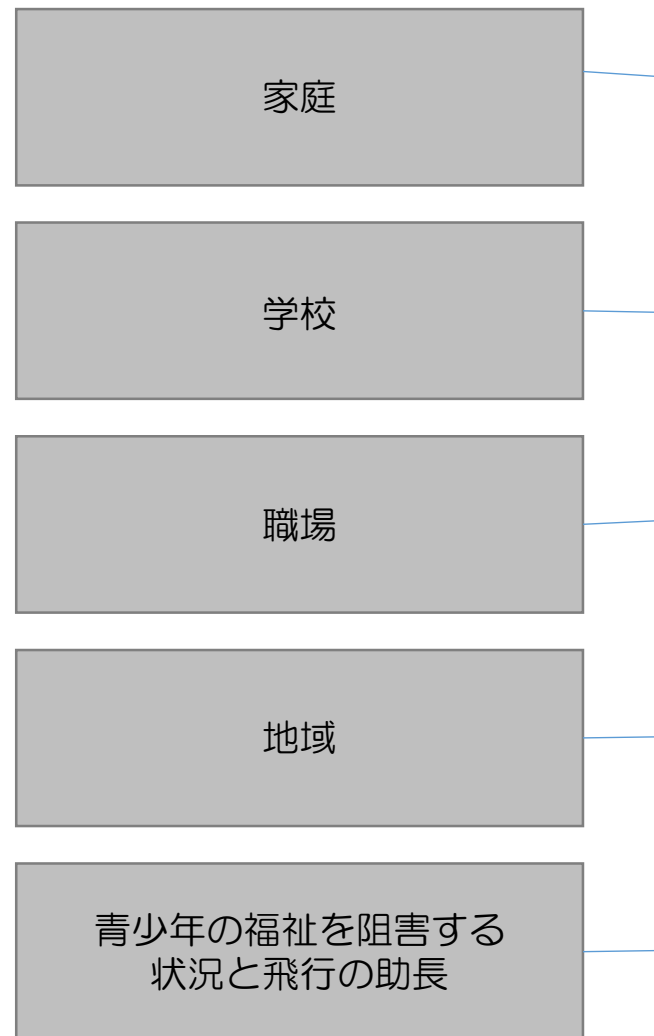 家庭
学校
職場
地域
青少年の福祉を阻害する
状況と飛行の助長